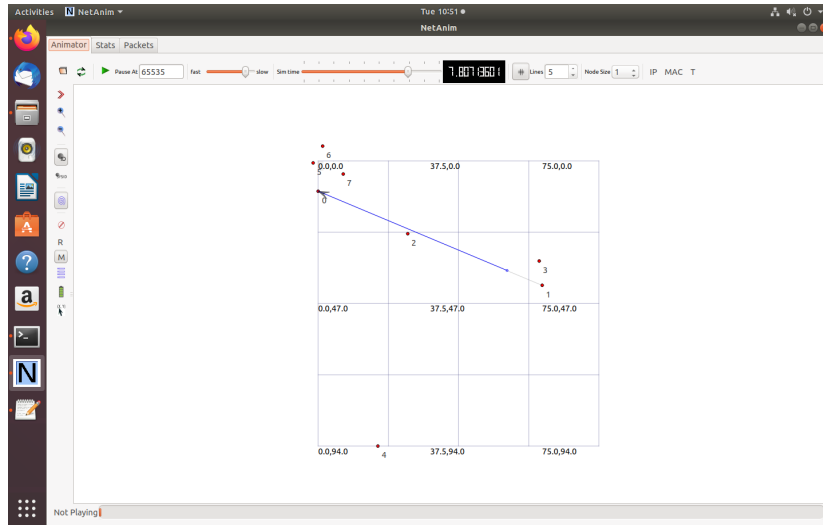 Activities NetAnim
Tue 10:51
NetAnim
Animator Stats Packets
Pause At 65535 fast slow Sim time Lines 5 Node Size 1 IP MAC T
6
5 0.0,0.0 37.5,0.0 75.0,0.0
7
0
2
3
1
R
M
0.0,47.0 37.5,47.0 75.0,47.0
0.0,94.0 37.5,94.0 75.0,94.0
4
Not Playing